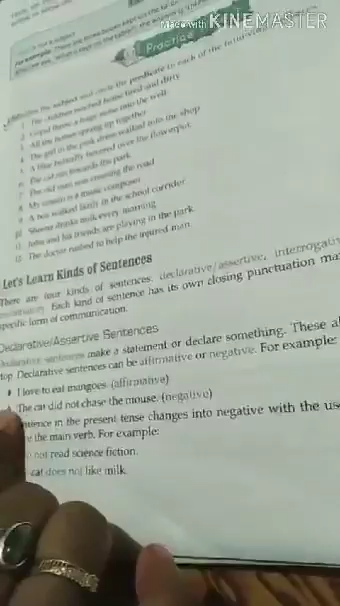 Made with KINEMASTER
Practice
the subject and circle the predicate in each of the following
1. The children reached home tired and dirty.
2. Gopal threw a huge stone into the well.
3. All the horses sprang up together.
4. The girl in the pink dress walked into the shop.
5. A blue butterfly hovered over the flowerpot.
6. The cat ran towards the park.
7. The old man was crossing the road.
8. My cousin is a music composer.
9. A boy walked lazily in the school corridor.
10. Sheena drinks milk every morning.
11. John and his friends are playing in the park.
12. The doctor rushed to help the injured man.
Let's Learn Kinds of Sentences
There are four kinds of sentences: declarative/assertive, interrogativ
Each kind of sentence has its own closing punctuation ma
specific form of communication.
Declarative/Assertive Sentences
Declarative sentences make a statement or declare something. These a
top. Declarative sentences can be affirmative or negative. For example:
I love to eat mangoes. (affirmative)
The cat did not chase the mouse. (negative)
ntence in the present tense changes into negative with the us
re the main verb. For example:
not read science fiction.
cat does not like milk.